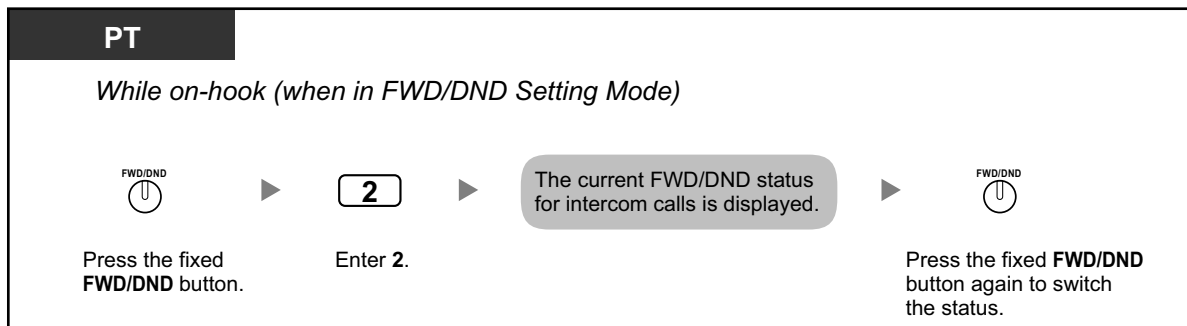 PT
While on-hook (when in FWD/DND Setting Mode)
FWD/DND
2
The current FWD/DND status
for intercom calls is displayed.
FWD/DND
Press the fixed
FWD/DND button.
Enter 2.
Press the fixed FWD/DND
button again to switch
the status.